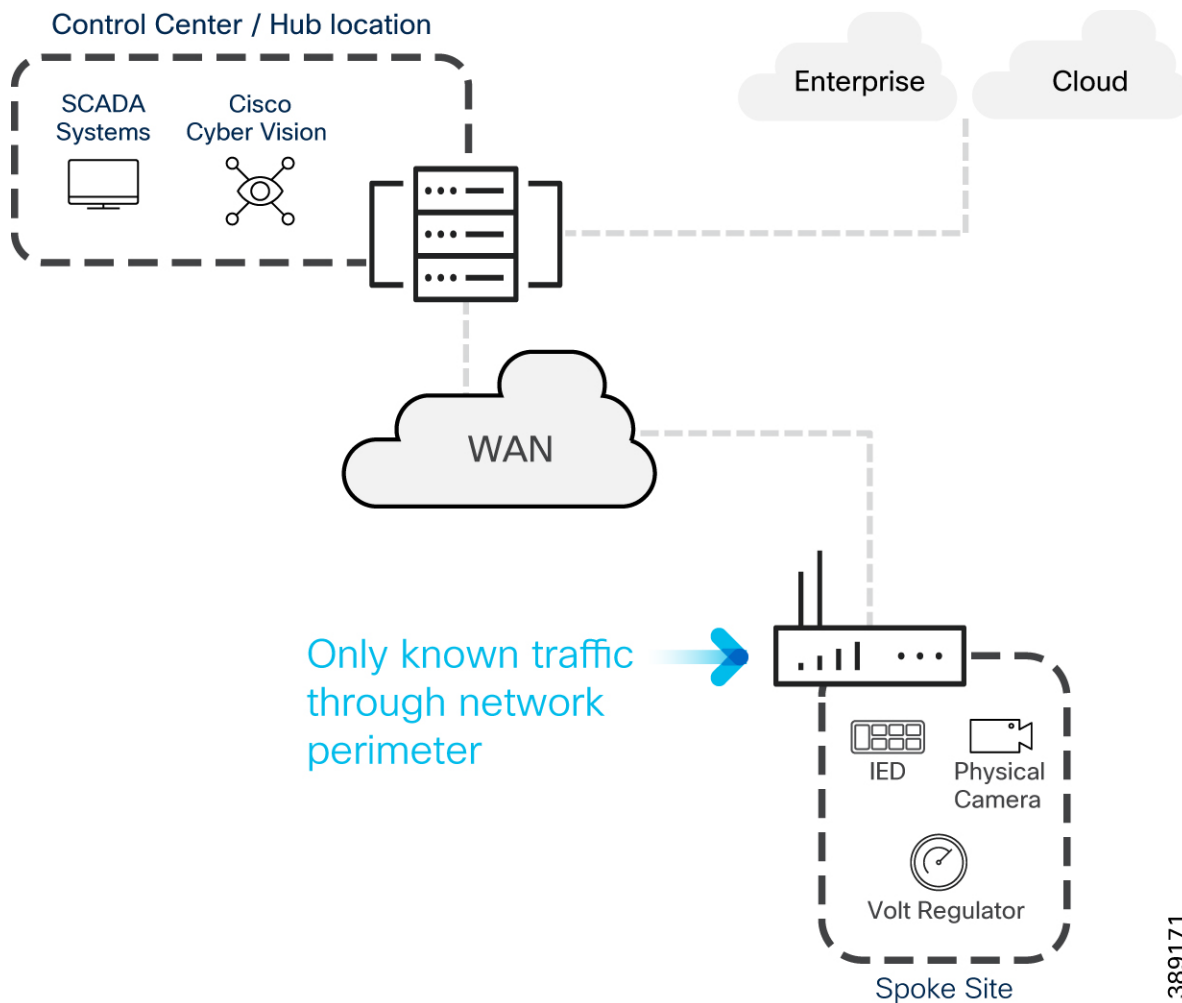 Control Center / Hub location
SCADA
Systems
Cisco
Cyber Vision
Enterprise
Cloud
WAN
Only known traffic
through network
perimeter
IED
Physical
Camera
Volt Regulator
Spoke Site
389171